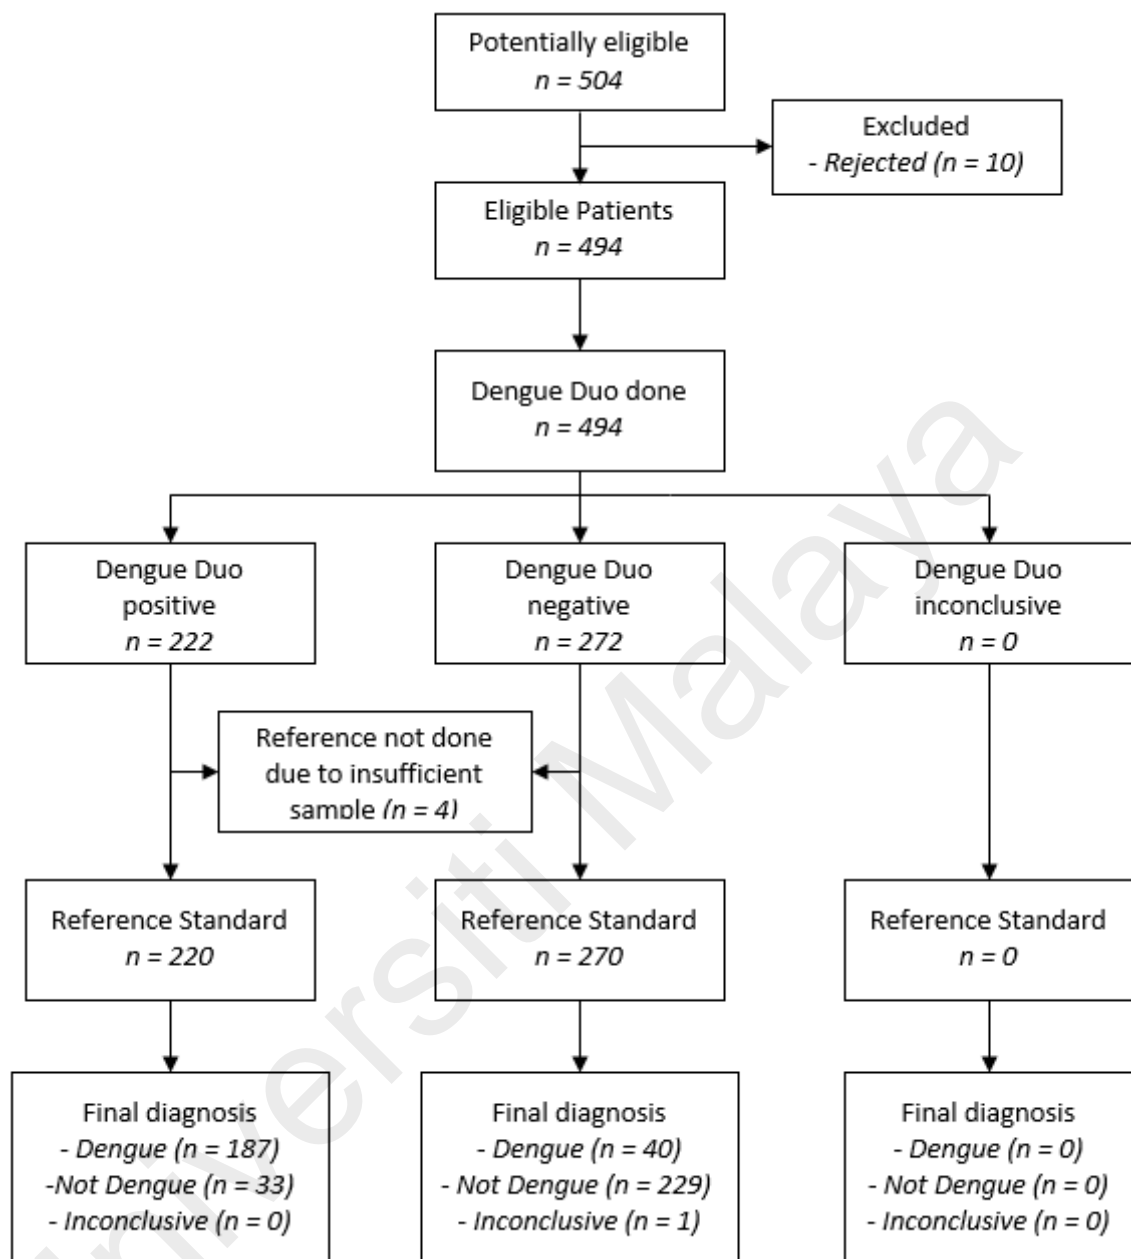 Potentially eligible
n = 504
Excluded
- Rejected (n = 10)
Eligible Patients
n = 494
Dengue Duo done
n = 494
Dengue Duo
positive
n = 222
Dengue Duo
negative
n = 272
Dengue Duo
inconclusive
n = 0
Reference not done
due to insufficient
sample (n = 4)
Reference Standard
n = 220
Reference Standard
n = 270
Reference Standard
n = 0
Final diagnosis
- Dengue (n = 187)
-Not Dengue (n = 33)
- Inconclusive (n = 0)
Final diagnosis
- Dengue (n = 40)
- Not Dengue (n = 229)
- Inconclusive (n = 1)
Final diagnosis
- Dengue (n = 0)
- Not Dengue (n = 0)
- Inconclusive (n = 0)
niversiti Malaya